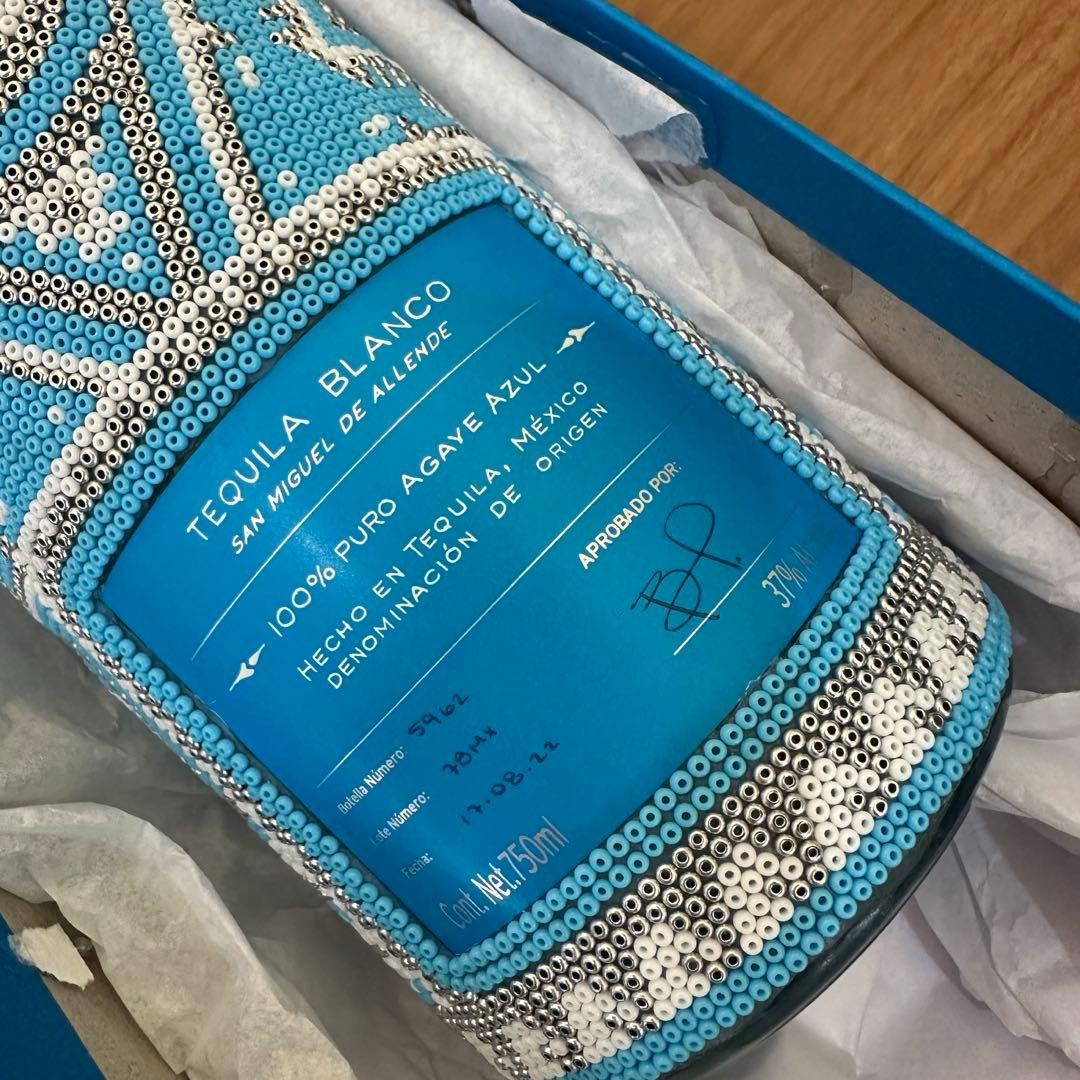 TEQUILA BLANCO
SAN MIGUEL DE ALLENDE
100% PURO AGAVE AZUL
HECHO EN TEQUILA, MÉXICO
DENOMINACIÓN DE ORIGEN
APROBADO POR:
37%
Botella Número: 5962
Lote Número: 78Mx
Fecha: 17.08.22
Cont. Net. 750ml